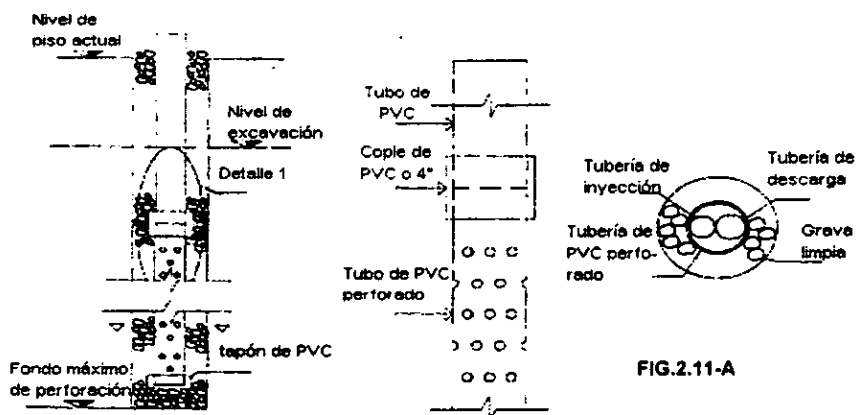 Nivel de
piso actual
Nivel de
excavación
Detalle 1
tapón de PVC
Fondo máximo
de perforación
Tubo de
PVC
Cople de
PVC o 4"
Tubo de PVC
perforado
Tubería de
inyección
Tubería de
descarga
Tubería de
PVC perfo-
rado
Grava
limpia
FIG.2.11-A